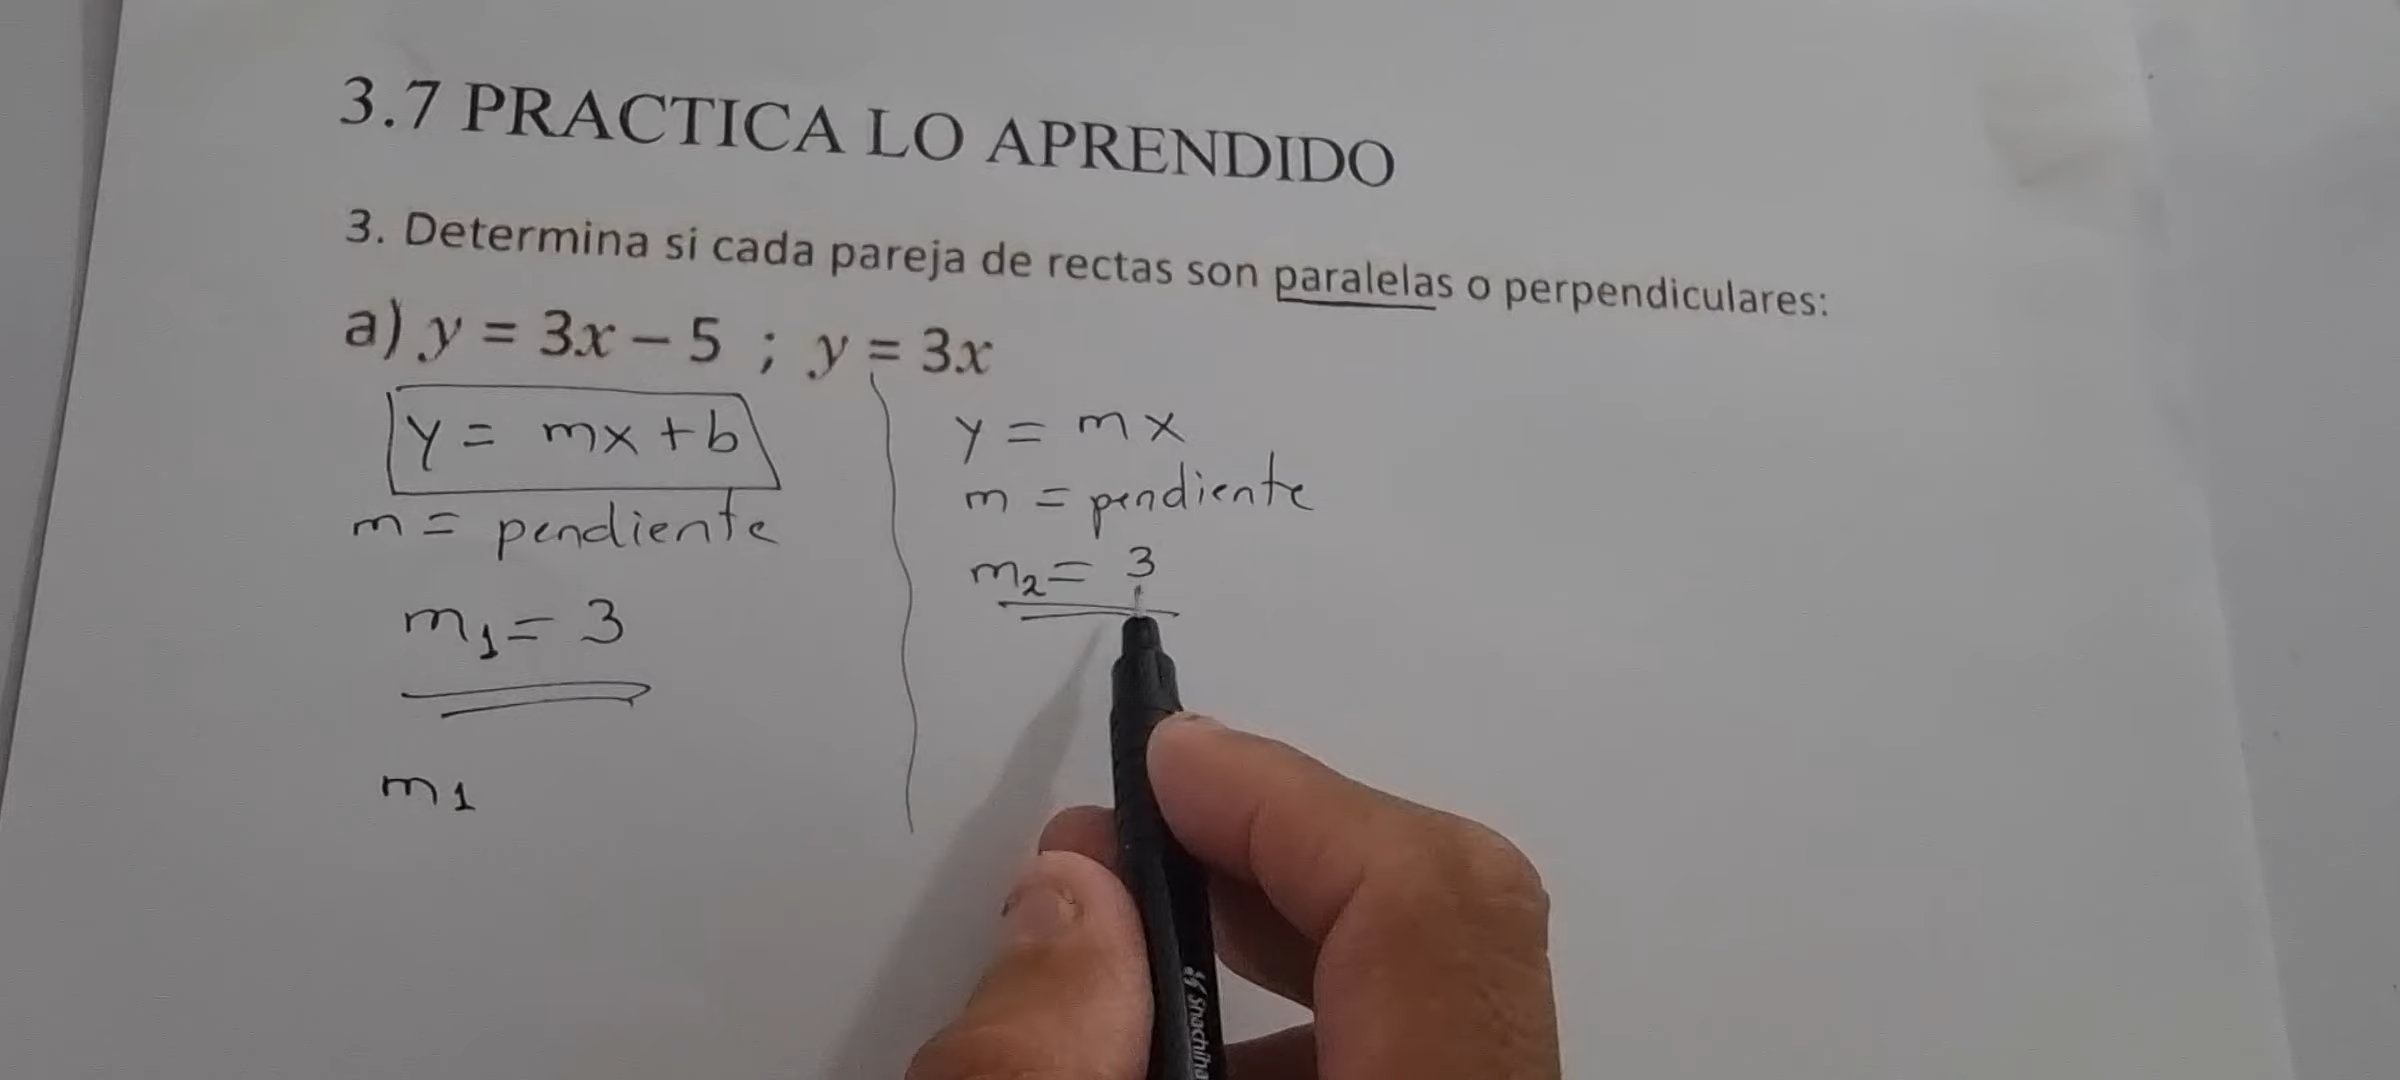 3.7 PRACTICA LO APRENDIDO
3. Determina si cada pareja de rectas son paralelas o perpendiculares:
a) y = 3x – 5 ; y = 3x
y = mx + b
m = pendiente
m1 = 3
m1
y = mx
m = pendiente
m2 = 3
Shachihata